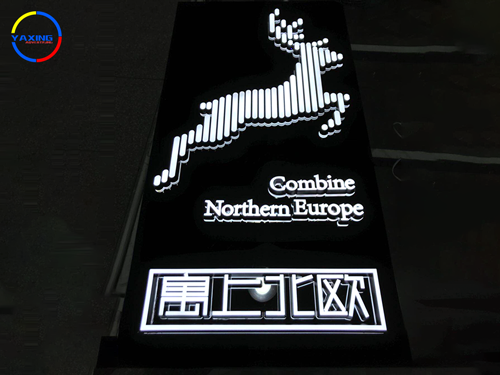 YAXING
Combine
Northern Europe
寓上北欧